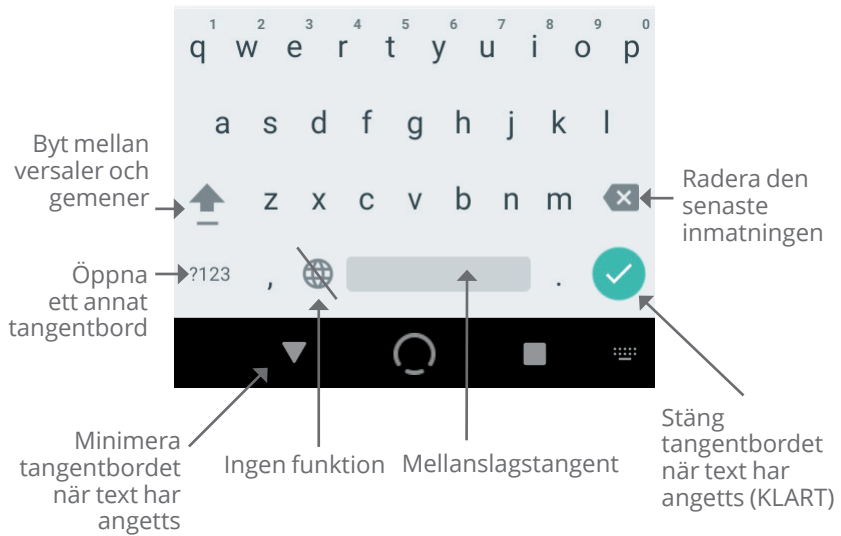 1 2 3 4 5 6 7 8 9 0
q w e r t y u i o p
a s d f g h j k l
Byt mellan
versaler och
gemener
z x c v b n m
Radera den
senaste
inmatningen
Öppna
ett annat
tangentbord
?123 , .
Minimera
tangentbordet
när text har
angetts
Ingen funktion
Mellanslagstangent
Stäng
tangentbordet
när text har
angetts (KLART)